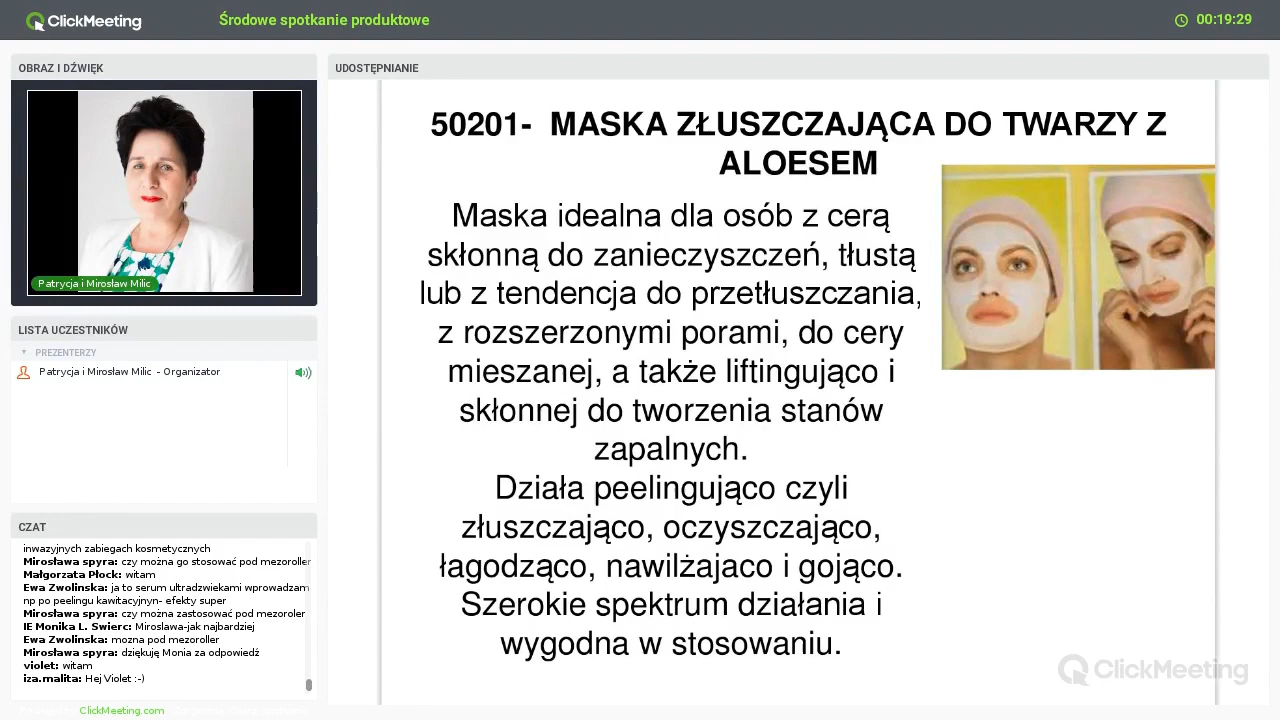 ClickMeeting
Środowe spotkanie produktowe
00:19:29
OBRAZ I DŹWIĘK
Patrycja i Mirosław Milic
LISTA UCZESTNIKÓW
PREZENTERZY
Patrycja i Mirosław Milic - Organizator
CZAT
inwazyjnych zabiegach kosmetycznych
Mirosława spyra: czy można go stosować pod mezoroller
Małgorzata Płock: witam
Ewa Zwolinska: ja to serum ultradzwiekami wprowadzam
np po peelingu kawitacyjnyn- efekty super
Mirosława spyra: czy można zastosować pod mezoroler
IE Monika L. Swierc: Miroslawa-jak najbardziej
Ewa Zwolinska: mozna pod mezoroller
Mirosława spyra: dziękuję Monia za odpowiedź
violet: witam
iza.malita: Hej Violet :-)
ClickMeeting.com
UDOSTĘPNIANIE
50201- MASKA ZŁUSZCZAJĄCA DO TWARZY Z
ALOESEM
Maska idealna dla osób z cerą
skłonną do zanieczyszczeń, tłustą
lub z tendencja do przetłuszczania,
z rozszerzonymi porami, do cery
mieszanej, a także liftingująco i
skłonnej do tworzenia stanów
zapalnych.
Działa peelingująco czyli
złuszczająco, oczyszczająco,
łagodząco, nawilżajaco i gojąco.
Szerokie spektrum działania i
wygodna w stosowaniu.
ClickMeeting